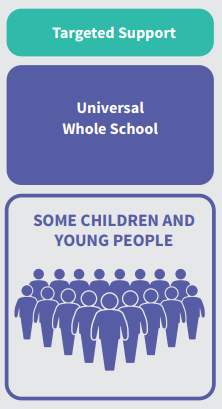 Targeted Support
Universal
Whole School
SOME CHILDREN AND
YOUNG PEOPLE